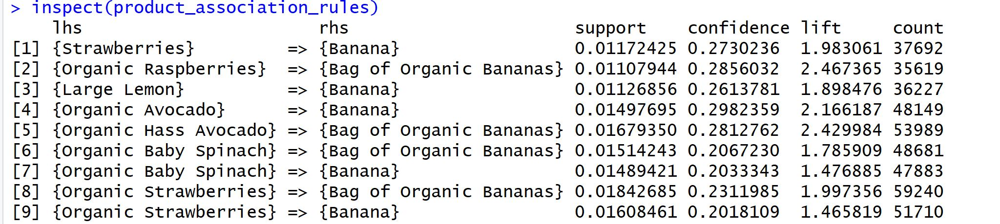 > inspect(product_association_rules)
    lhs                       rhs                      support    confidence lift     count
[1] {Strawberries}         => {Banana}                 0.01172425 0.2730236  1.983061 37692
[2] {Organic Raspberries}  => {Bag of Organic Bananas} 0.01107944 0.2856032  2.467365 35619
[3] {Large Lemon}          => {Banana}                 0.01126856 0.2613781  1.898476 36227
[4] {Organic Avocado}      => {Banana}                 0.01497695 0.2982359  2.166187 48149
[5] {Organic Hass Avocado} => {Bag of Organic Bananas} 0.01679350 0.2812762  2.429984 53989
[6] {Organic Baby Spinach} => {Bag of Organic Bananas} 0.01514243 0.2067230  1.785909 48681
[7] {Organic Baby Spinach} => {Banana}                 0.01489421 0.2033343  1.476885 47883
[8] {Organic Strawberries} => {Bag of Organic Bananas} 0.01842685 0.2311985  1.997356 59240
[9] {Organic Strawberries} => {Banana}                 0.01608461 0.2018109  1.465819 51710